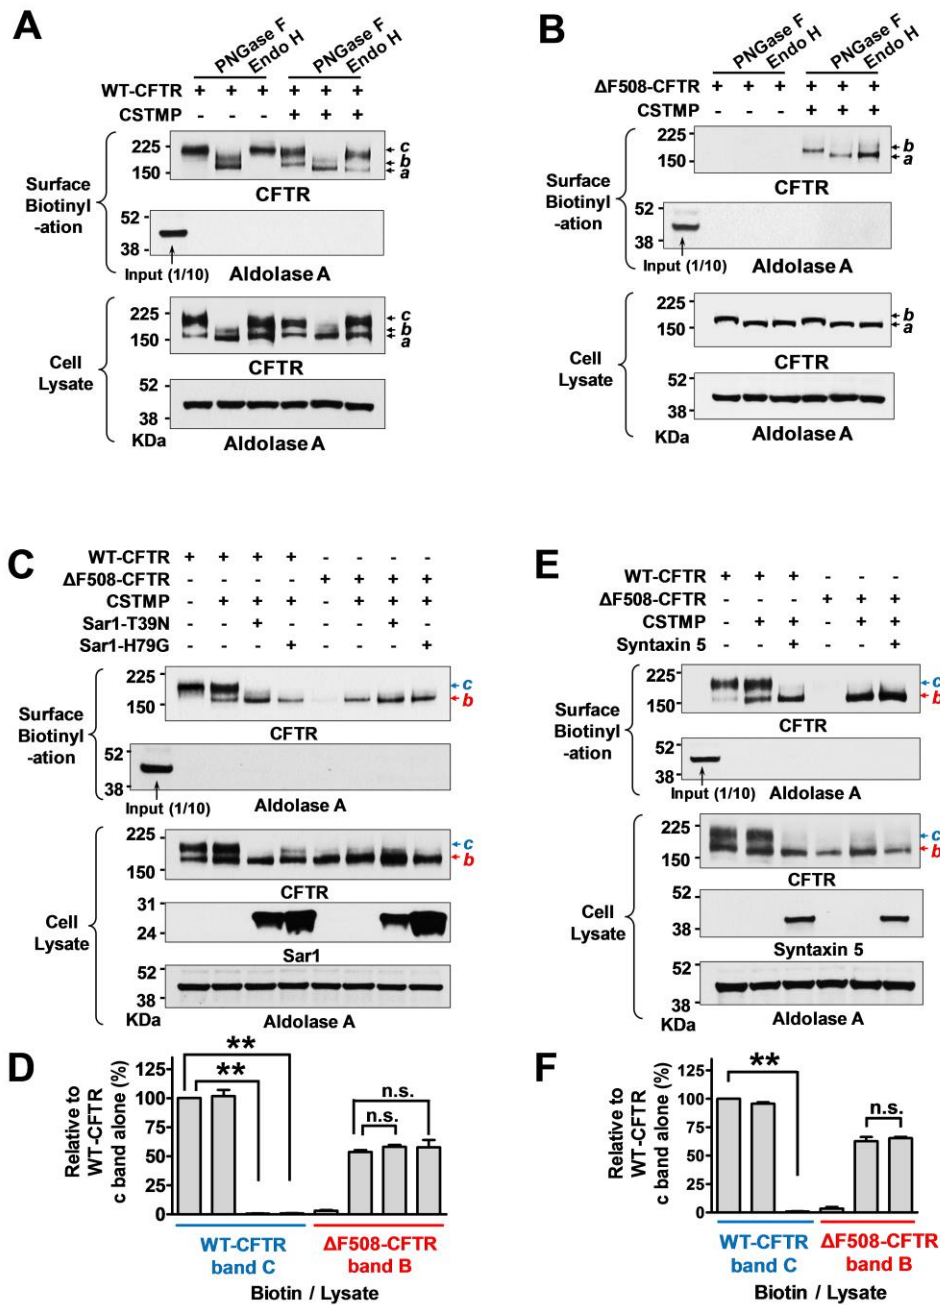 A
PNGase F
Endo H
PNGase F
Endo H
WT-CFTR + + + + + +
CSTMP - - - + + +
Surface
Biotinyl
-ation
225
150
c
b
a
CFTR
52
38
Input (1/10)
Aldolase A
Cell
Lysate
225
150
c
b
a
CFTR
52
38
KDa
Aldolase A
B
PNGase F
Endo H
PNGase F
Endo H
ΔF508-CFTR + + + + + +
CSTMP - - - + + +
Surface
Biotinyl
-ation
225
150
b
a
CFTR
52
38
Input (1/10)
Aldolase A
Cell
Lysate
225
150
b
a
CFTR
52
38
KDa
Aldolase A
C
WT-CFTR + + + + - - - -
ΔF508-CFTR - - - - + + + +
CSTMP - + + + - + + +
Sar1-T39N - - + - - - + -
Sar1-H79G - - - + - - - +
Surface
Biotinyl
-ation
225
150
c
b
CFTR
52
38
Input (1/10)
Aldolase A
Cell
Lysate
225
150
c
b
CFTR
31
24
Sar1
52
38
KDa
Aldolase A
D
Relative to
WT-CFTR
c band alone (%)
125
100
75
50
25
0
**
**
n.s.
n.s.
WT-CFTR
band C
ΔF508-CFTR
band B
Biotin / Lysate
E
WT-CFTR + + + - - -
ΔF508-CFTR - - - + + +
CSTMP - + + - + +
Syntaxin 5 - - + - - +
Surface
Biotinyl
-ation
225
150
c
b
CFTR
52
38
Input (1/10)
Aldolase A
Cell
Lysate
225
150
c
b
CFTR
52
38
Syntaxin 5
52
38
KDa
Aldolase A
F
Relative to
WT-CFTR
c band alone (%)
125
100
75
50
25
0
**
n.s.
WT-CFTR
band C
ΔF508-CFTR
band B
Biotin / Lysate